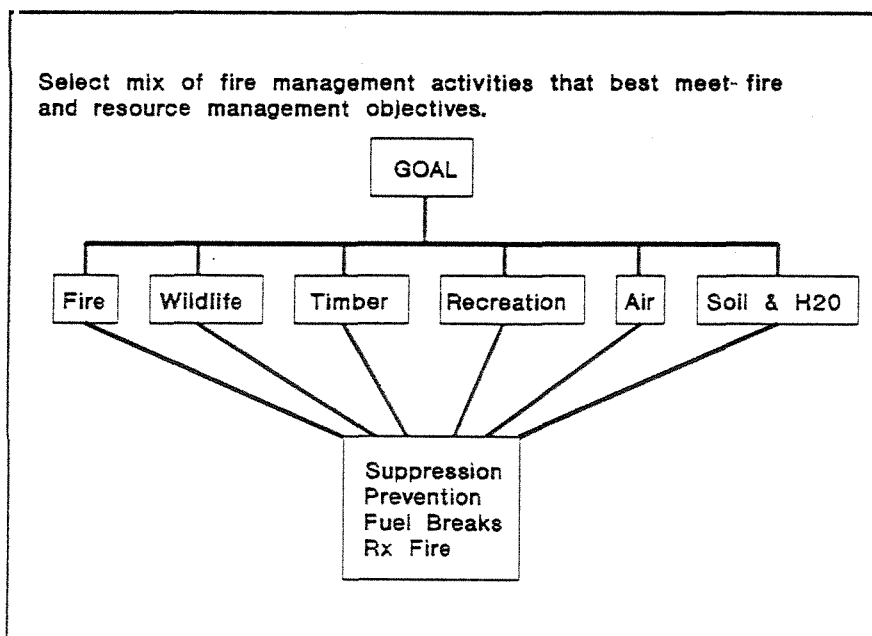 Select mix of fire management activities that best meet-fire
and resource management objectives.
GOAL
Fire
Wildlife
Timber
Recreation
Air
Soil & H20
Suppression
Prevention
Fuel Breaks
Rx Fire